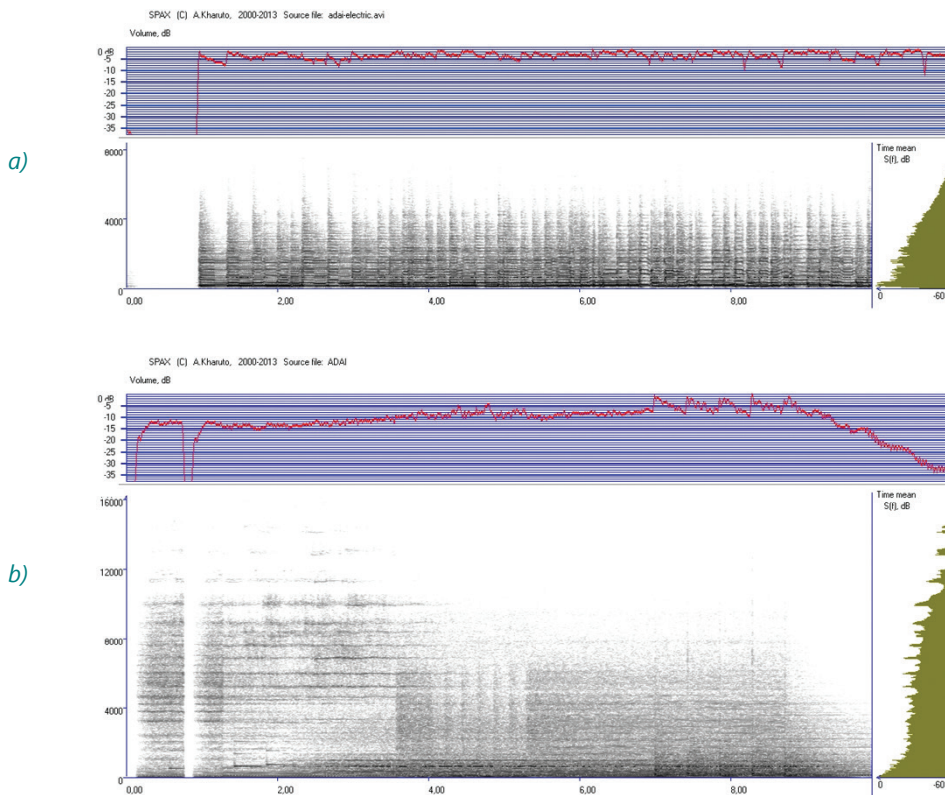 SPAX (C) A.Kharuto, 2000-2013 Source file: adai-electric.avi
Volume, dB
0 dB
-5
-10
-15
-20
-25
-30
-35
a)
8000
4000
0
0,00 2,00 4,00 6,00 8,00
Time mean
S(f), dB
0 -60
SPAX (C) A.Kharuto, 2000-2013 Source file: ADAI
Volume, dB
0 dB
-5
-10
-15
-20
-25
-30
-35
b)
16000
12000
8000
4000
0
0,00 2,00 4,00 6,00 8,00
Time mean
S(f), dB
0 -60